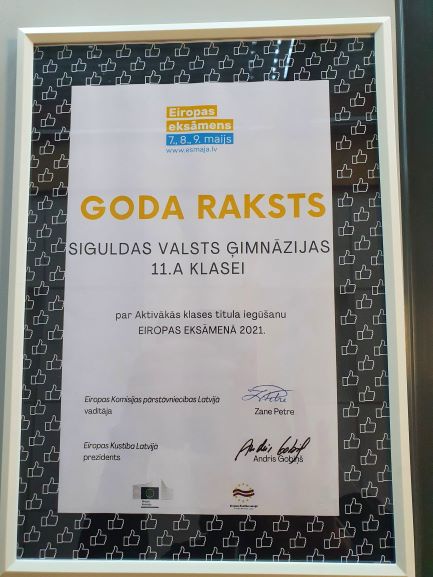 Eiropas
eksāmens
7., 8., 9. maijs
www.esmaja.lv
GODA RAKSTS
SIGULDAS VALSTS ĢIMNĀZIJAS
11.A KLASEI
par Aktīvākās klases titula iegūšanu
EIROPAS EKSĀMENĀ 2021.
Eiropas Komisijas pārstāvniecības Latvijā
vadītāja
Zane Petre
Eiropas Kustība Latvijā
prezidents
Andris Gobiņš